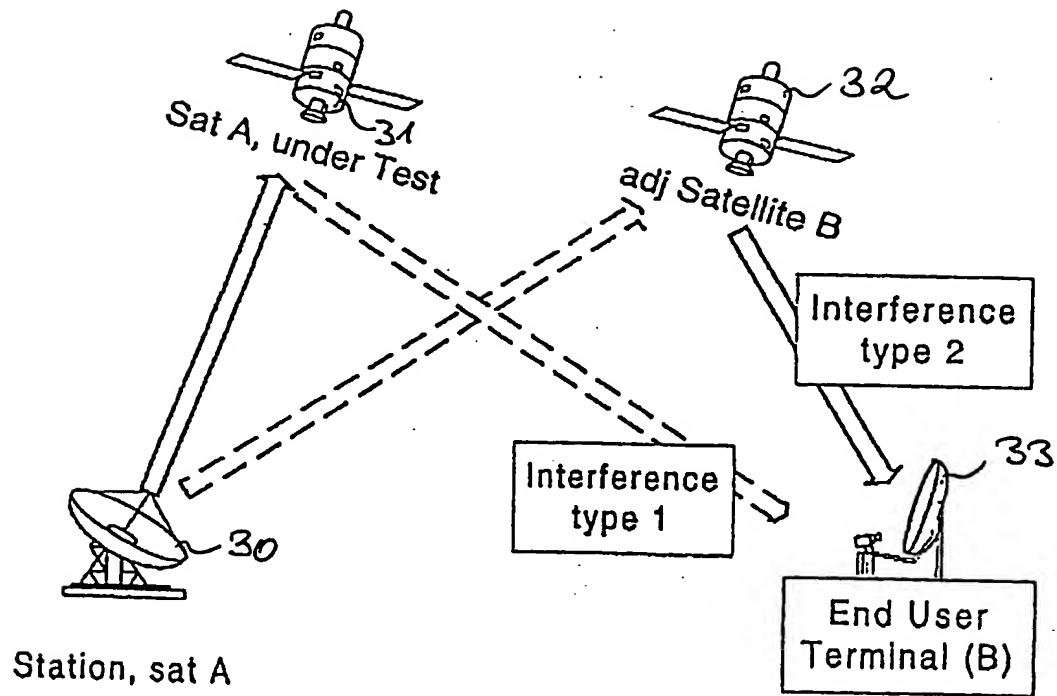 32
31
Sat A, under Test
adj Satellite B
Interference
type 2
33
Interference
type 1
30
End User
Terminal (B)
Station, sat A